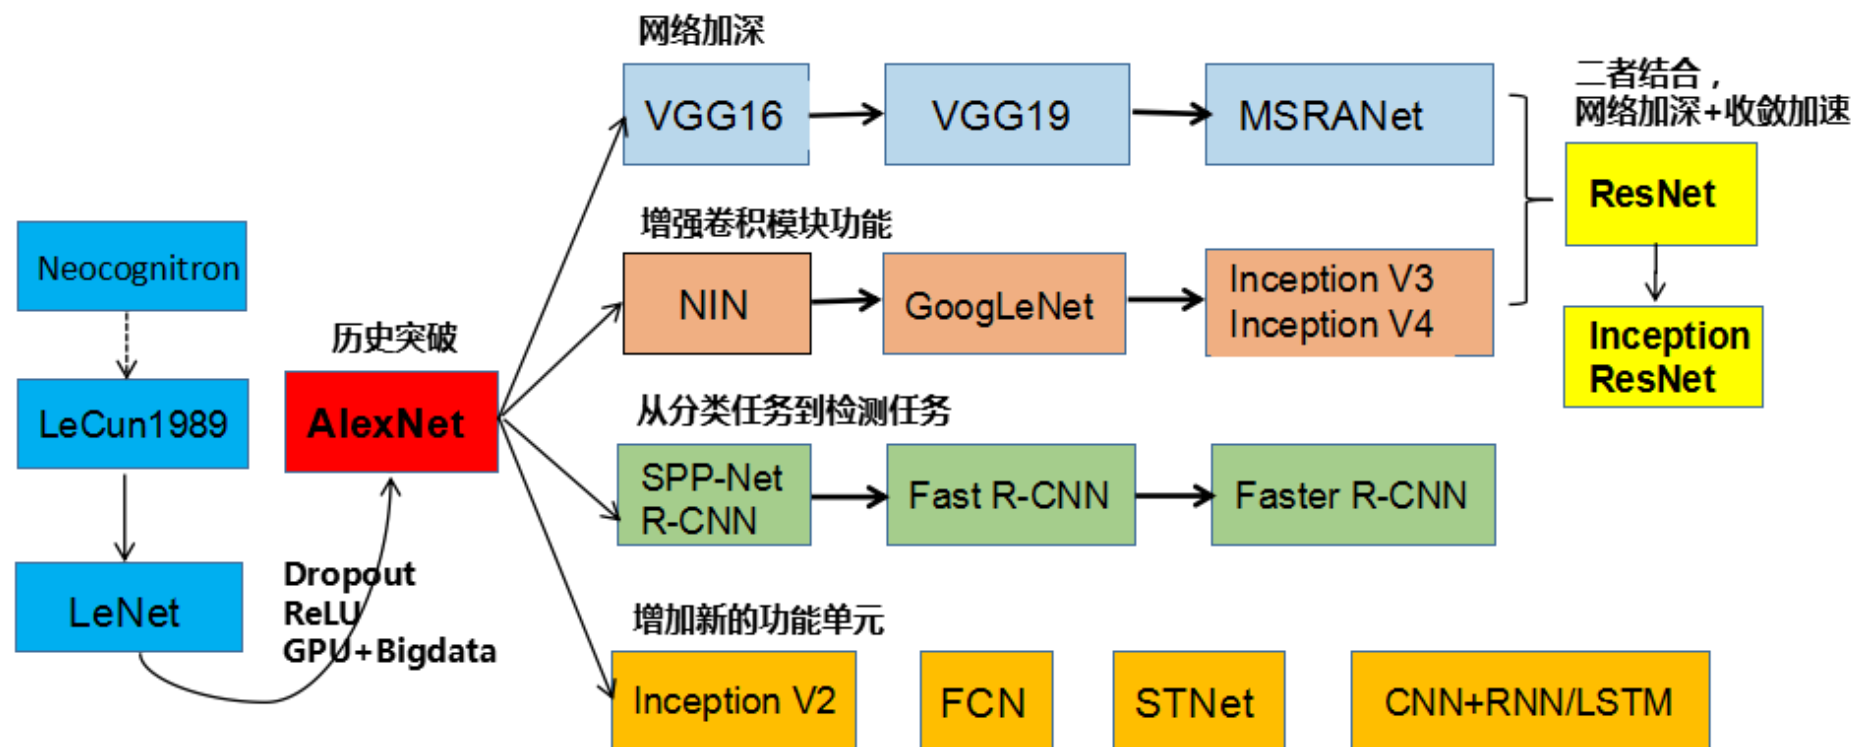 Neocognitron
LeCun1989
LeNet
Dropout
ReLU
GPU+Bigdata
历史突破
AlexNet
网络加深
VGG16
VGG19
MSRANet
增强卷积模块功能
NIN
GoogLeNet
Inception V3
Inception V4
二者结合，
网络加深+收敛加速
ResNet
Inception
ResNet
从分类任务到检测任务
SPP-Net
R-CNN
Fast R-CNN
Faster R-CNN
增加新的功能单元
Inception V2
FCN
STNet
CNN+RNN/LSTM